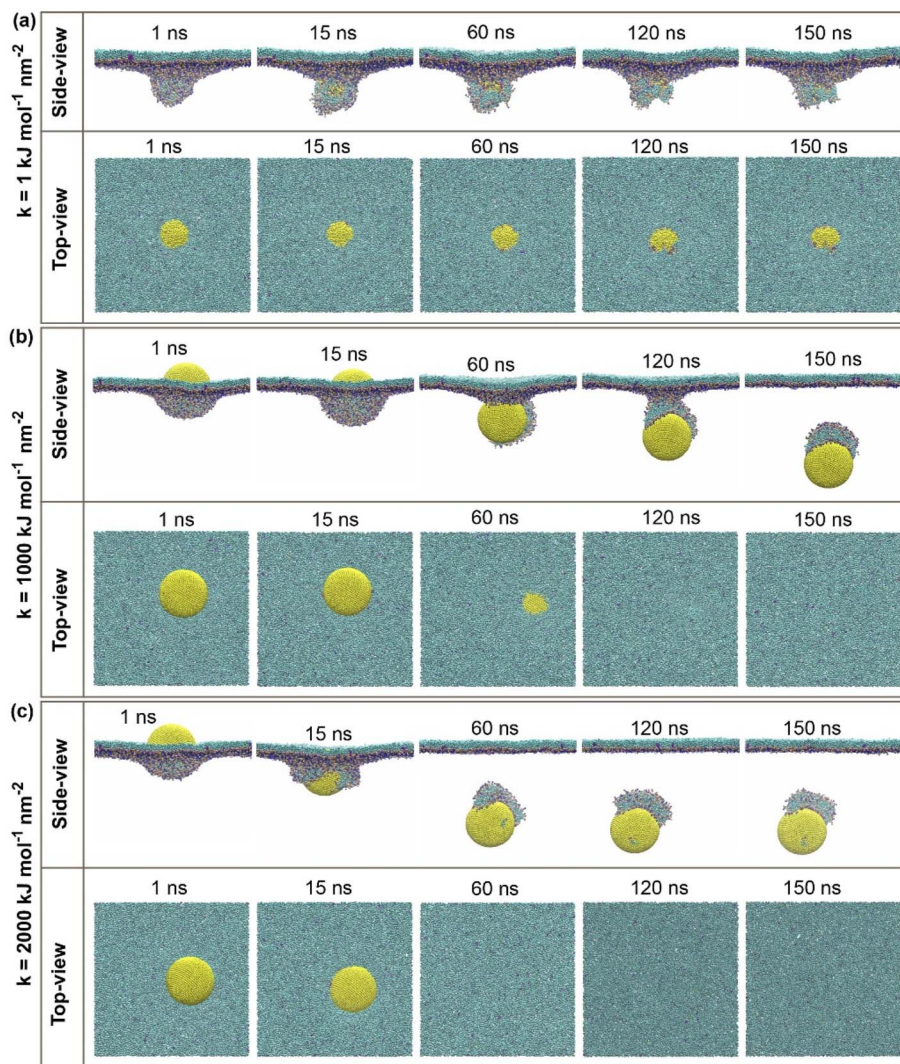 (a)
k = 1 kJ mol⁻¹ nm⁻²
Side-view
1 ns 15 ns 60 ns 120 ns 150 ns
Top-view
1 ns 15 ns 60 ns 120 ns 150 ns
(b)
k = 1000 kJ mol⁻¹ nm⁻²
Side-view
1 ns 15 ns 60 ns 120 ns 150 ns
Top-view
1 ns 15 ns 60 ns 120 ns 150 ns
(c)
k = 2000 kJ mol⁻¹ nm⁻²
Side-view
1 ns 15 ns 60 ns 120 ns 150 ns
Top-view
1 ns 15 ns 60 ns 120 ns 150 ns